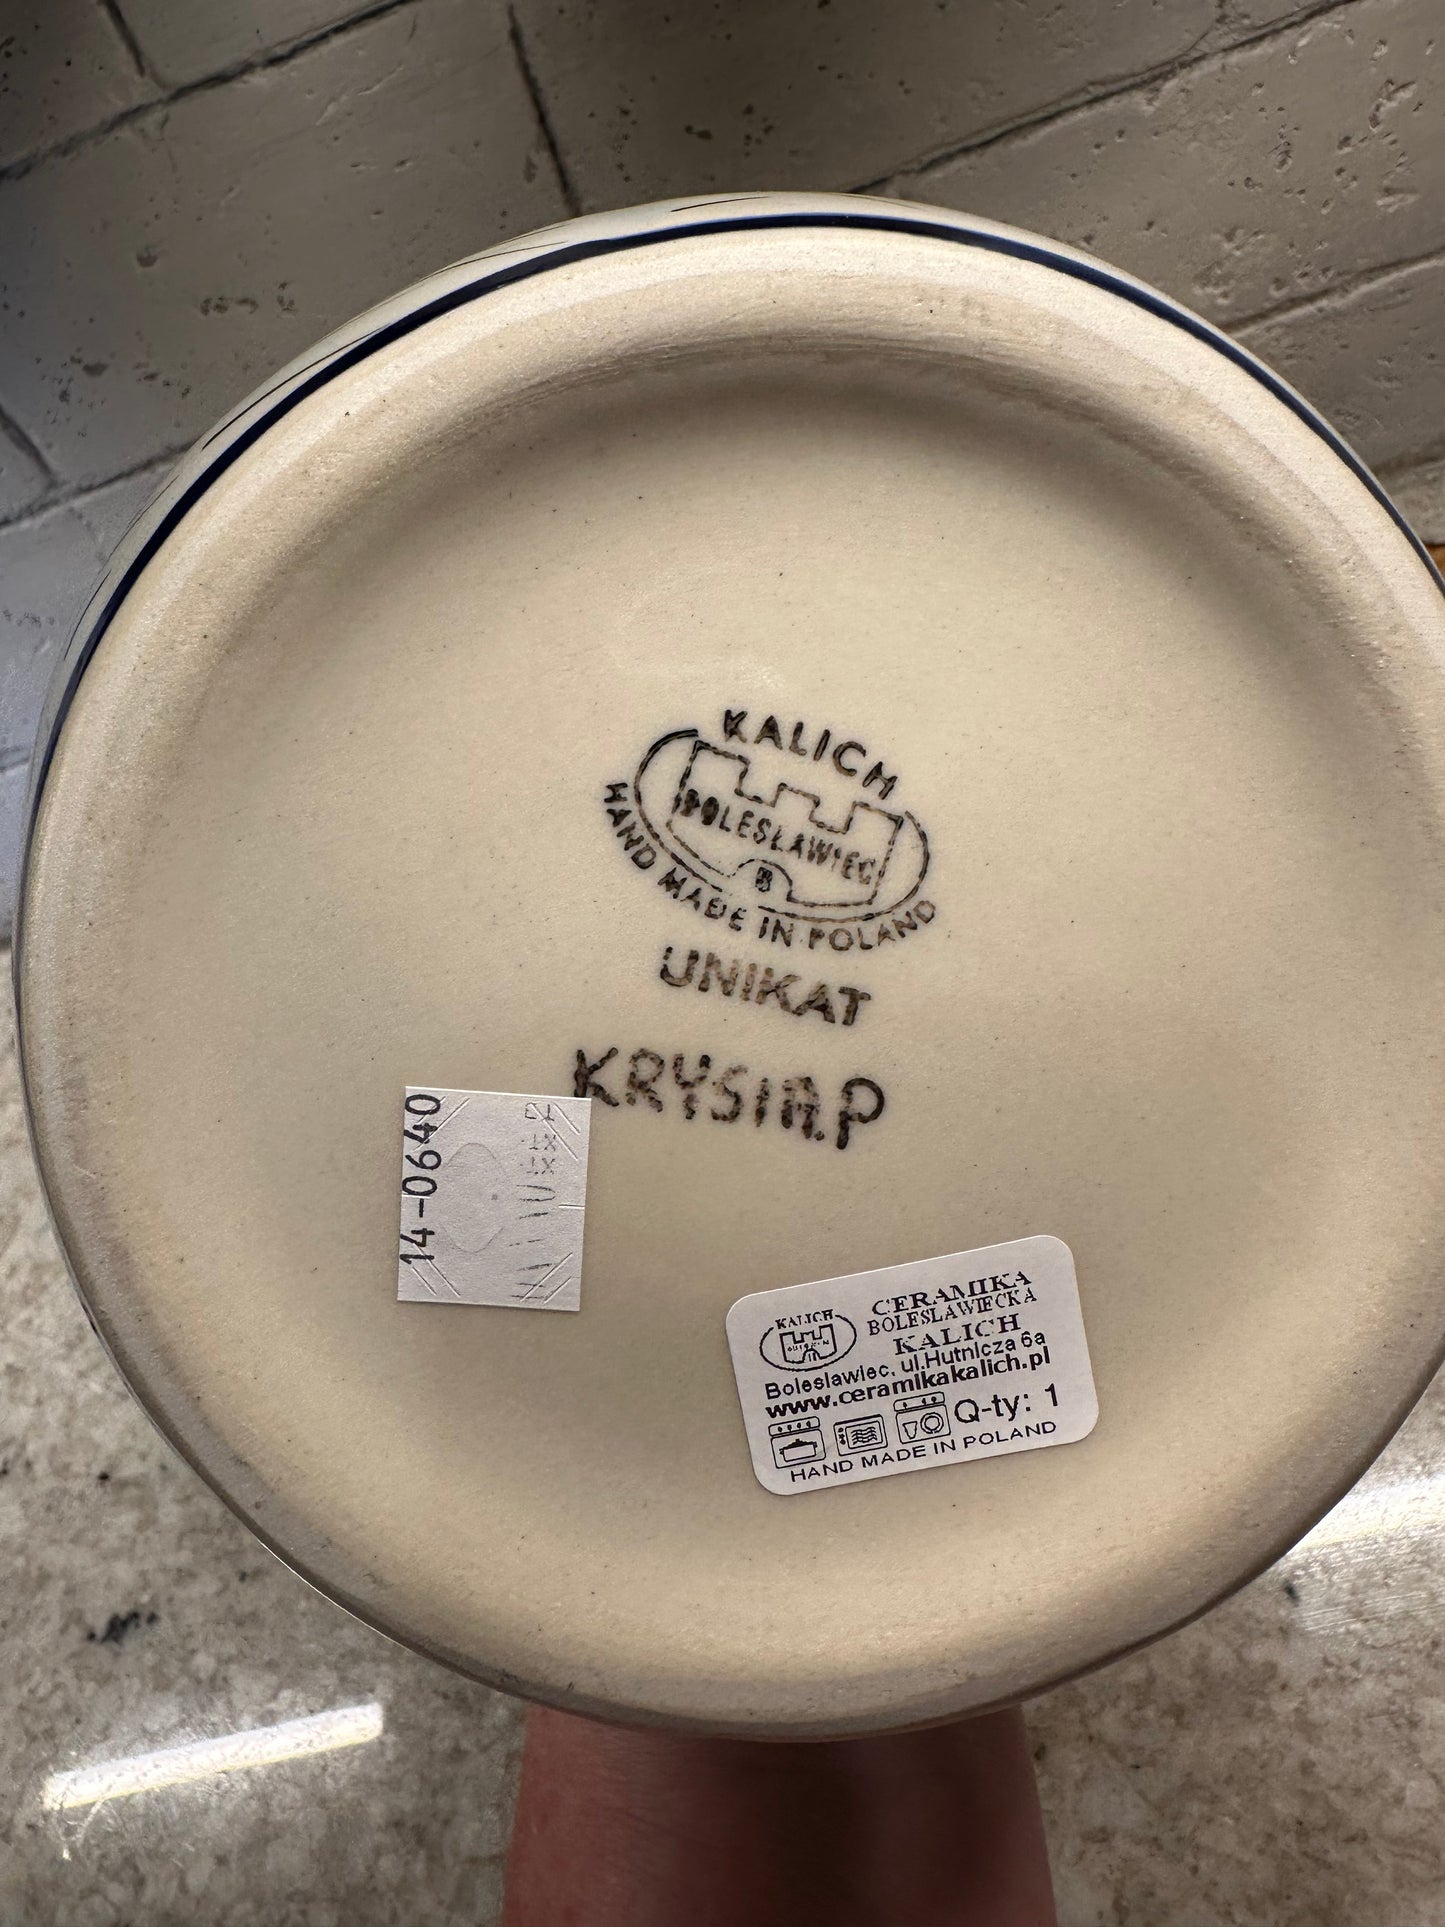 KALICH
BOLESŁAWIEC
B
HAND MADE IN POLAND
UNIKAT
KRYSIA.P
14-0640
KALICH
CERAMIKA
BOLESLAWIECKA
KALICH
Boleslawiec, ul.Hutnicza 6a
www.ceramikakalich.pl
Q-ty: 1
HAND MADE IN POLAND